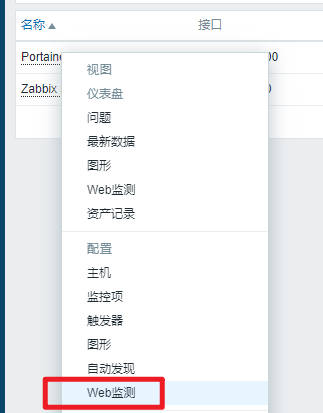 名称 接口
Portaine 00
视图
Zabbix
仪表盘
问题
最新数据
图形
Web监测
资产记录
配置
主机
监控项
触发器
图形
自动发现
Web监测